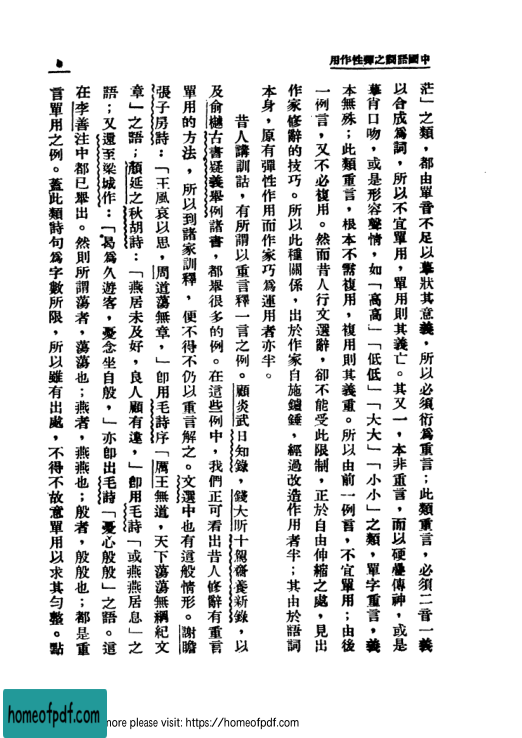 中國語詞之彈性作用
五
茫」之類，都由單音不足以摹狀其意義，所以必須衍爲重言；此類重言，必須二音一義
以合成爲詞，所以不宜單用，單用則其義亡。其又一，本非重言，而以硬疊傳神，或是
摹肖口吻，或是形容聲情，如「高高」「低低」「大大」「小小」之類，單字重言，義
本無殊；此類重言，根本不需複用，複用則其義重。所以由前一例言，不宜單用；由後
一例言，又不必複用。然而昔人行文選辭，卻不能受此限制，正於自由伸縮之處，見出
作家修辭的技巧。所以此種關係，出於作家自施鑪錘，經過改造作用者半；其由於語詞
本身，原有彈性作用而作家巧爲運用者亦半。
昔人講訓詁，有所謂以重言釋一言之例。顧炎武日知錄，錢大昕十駕齋養新錄，以
及俞樾古書疑義舉例諸書，都舉很多的例。在這些例中，我們正可看出昔人修辭有重言
單用的方法，所以到諸家訓釋，便不得不仍以重言解之。文選中也有這般情形。謝瞻
張子房詩：「王風哀以思，周道蕩無章，」卽用毛詩序「厲王無道，天下蕩蕩無綱紀文
章」之語；顏延之秋胡詩：「燕居未及好，良人顧有違，」卽用毛詩「或燕燕居息」之
語；又還至梁城作：「曷爲久遊客，憂念坐自殷，」亦卽出毛詩「憂心殷殷」之語。這
在李善注中都已舉出。然則所謂蕩者，蕩蕩也；燕者，燕燕也；殷者，殷殷也；都是重
言單用之例。蓋此類詩句爲字數所限，所以雖有出處，不得不故意單用以求其勻整。點
homeofpdf.com
more please visit: https://homeofpdf.com